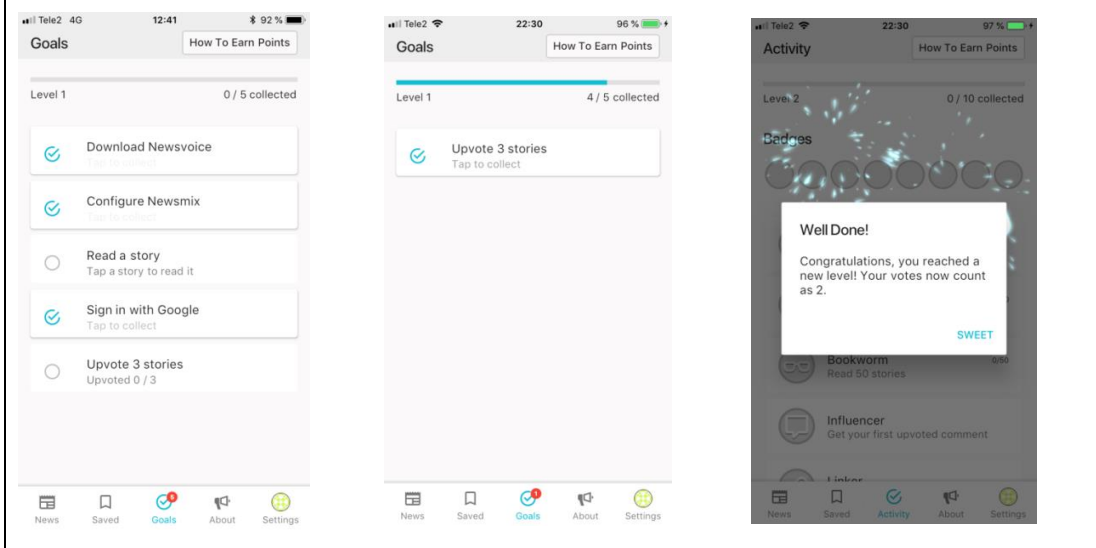 Tele2 4G 12:41 92 %
Goals
How To Earn Points
Level 1 0 / 5 collected
Download Newsvoice
Tap to collect
Configure Newsmix
Tap to collect
Read a story
Tap a story to read it
Sign in with Google
Tap to collect
Upvote 3 stories
Upvoted 0 / 3
News Saved Goals About Settings
Tele2 22:30 96 %
Goals
How To Earn Points
Level 1 4 / 5 collected
Upvote 3 stories
Tap to collect
1
News Saved Goals About Settings
Tele2 22:30 97 %
Activity
How To Earn Points
Level 2 0 / 10 collected
Badges
Well Done!
Congratulations, you reached a
new level! Your votes now count
as 2.
SWEET
Bookworm 0/50
Read 50 stories
Influencer
Get your first upvoted comment
Linker
News Saved Activity About Settings